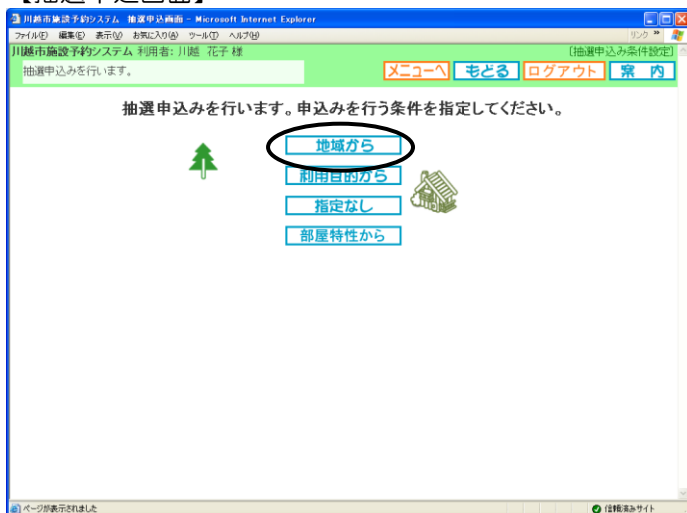 【抽選申込画面】
川越市施設予約システム 抽選申込画面 - Microsoft Internet Explorer
ファイル(F) 編集(E) 表示(V) お気に入り(A) ツール(T) ヘルプ(H) リンク »
川越市施設予約システム 利用者：川越 花子 様 [抽選申込み条件設定]
抽選申込みを行います。 メニューへ もどる ログアウト 案 内
抽選申込みを行います。申込みを行う条件を指定してください。
地域から
利用目的から
指定なし
部屋特性から
ページが表示されました 信頼済みサイト